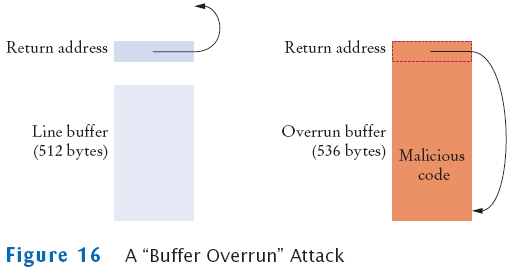 Return address
Line buffer
(512 bytes)
Return address
Overrun buffer
(536 bytes)
Malicious
code
Figure 16 A “Buffer Overrun” Attack